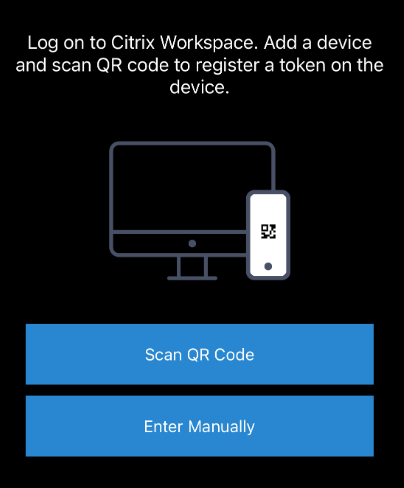 Log on to Citrix Workspace. Add a device
and scan QR code to register a token on the
device.
Scan QR Code
Enter Manually